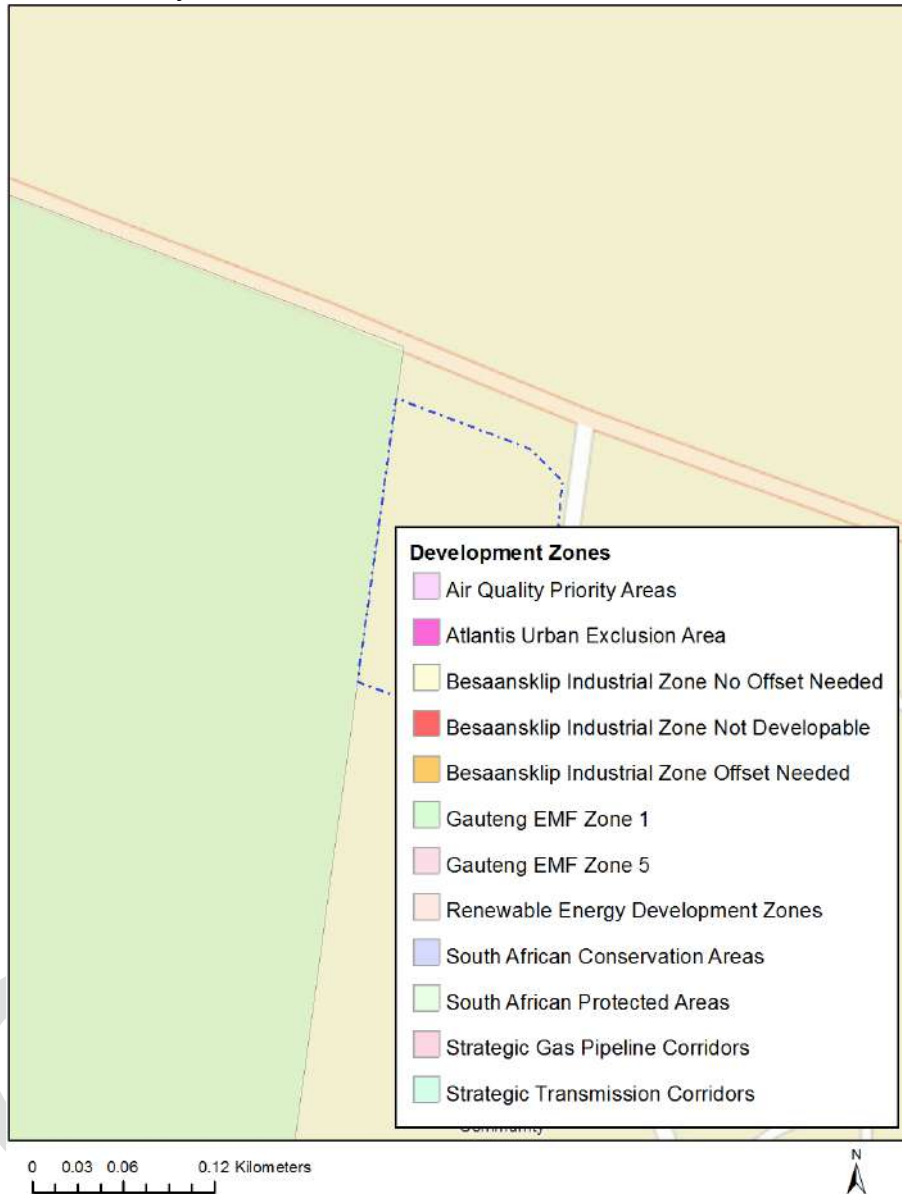 Development Zones
Air Quality Priority Areas
Atlantis Urban Exclusion Area
Besaansklip Industrial Zone No Offset Needed
Besaansklip Industrial Zone Not Developable
Besaansklip Industrial Zone Offset Needed
Gauteng EMF Zone 1
Gauteng EMF Zone 5
Renewable Energy Development Zones
South African Conservation Areas
South African Protected Areas
Strategic Gas Pipeline Corridors
Strategic Transmission Corridors
0 0.03 0.06 0.12 Kilometers
N